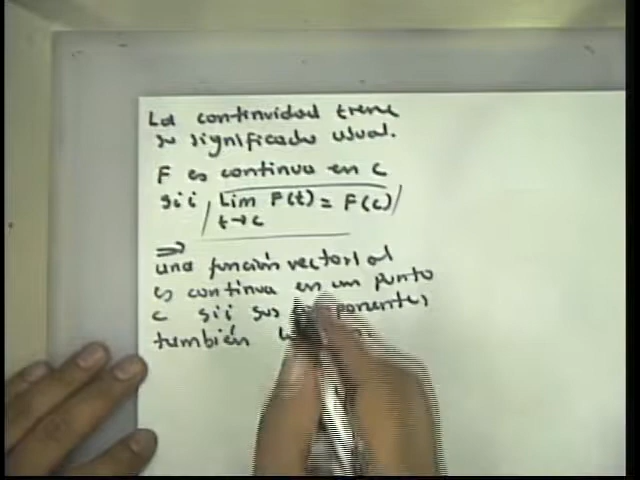 La continuidad tiene
su significado usual.
F es continua en c
sii Lim F(t) = F(c)
t→c
⇒
una función vectorial
es continua en un punto
c sii sus componentes
también